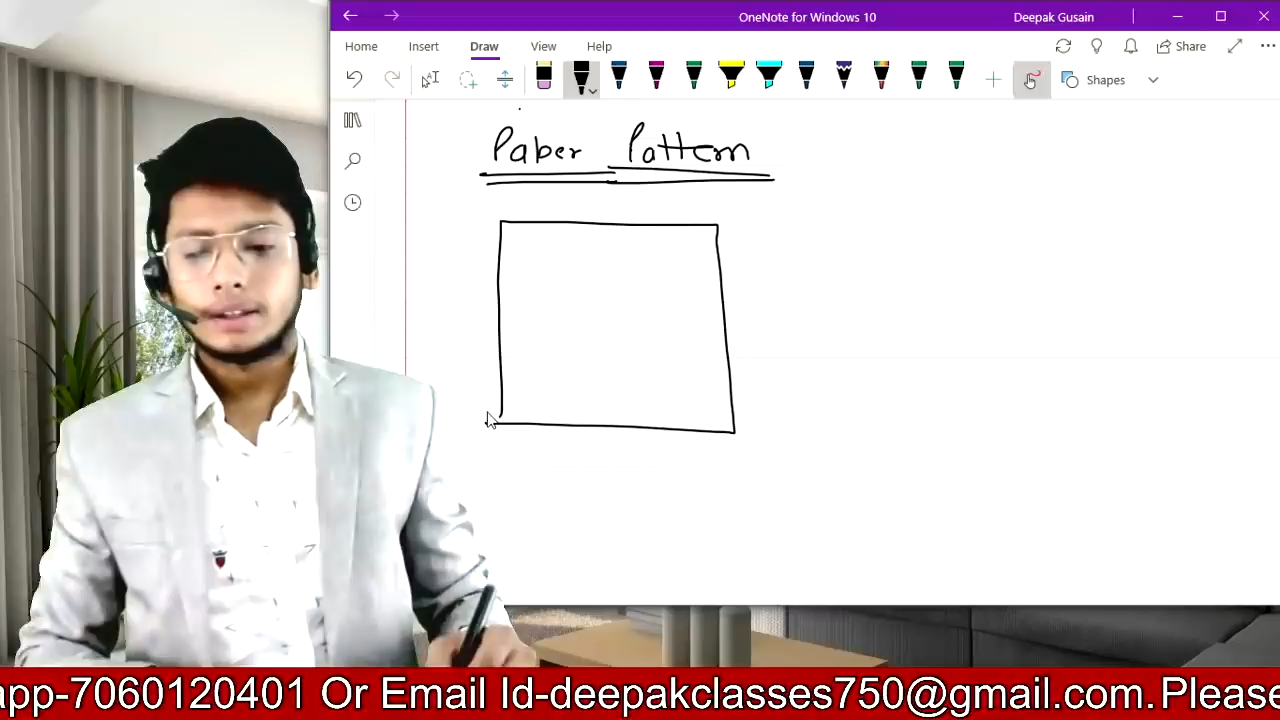 OneNote for Windows 10
Deepak Gusain
Home Insert Draw View Help
Share
Shapes
Paber Pattern
app-7060120401 Or Email Id-deepakclasses750@gmail.com.Please